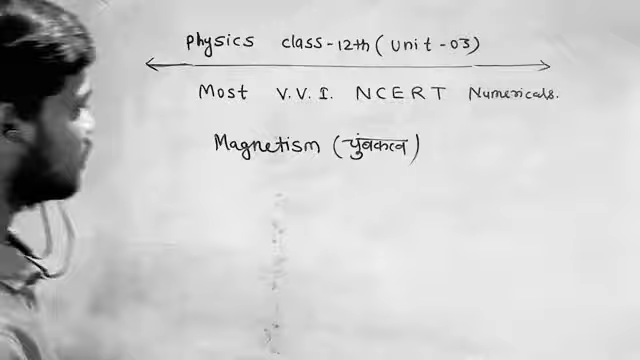 Physics class-12th (Unit-03)
Most V.V.I. NCERT Numericals.
Magnetism (चुंबकत्व)